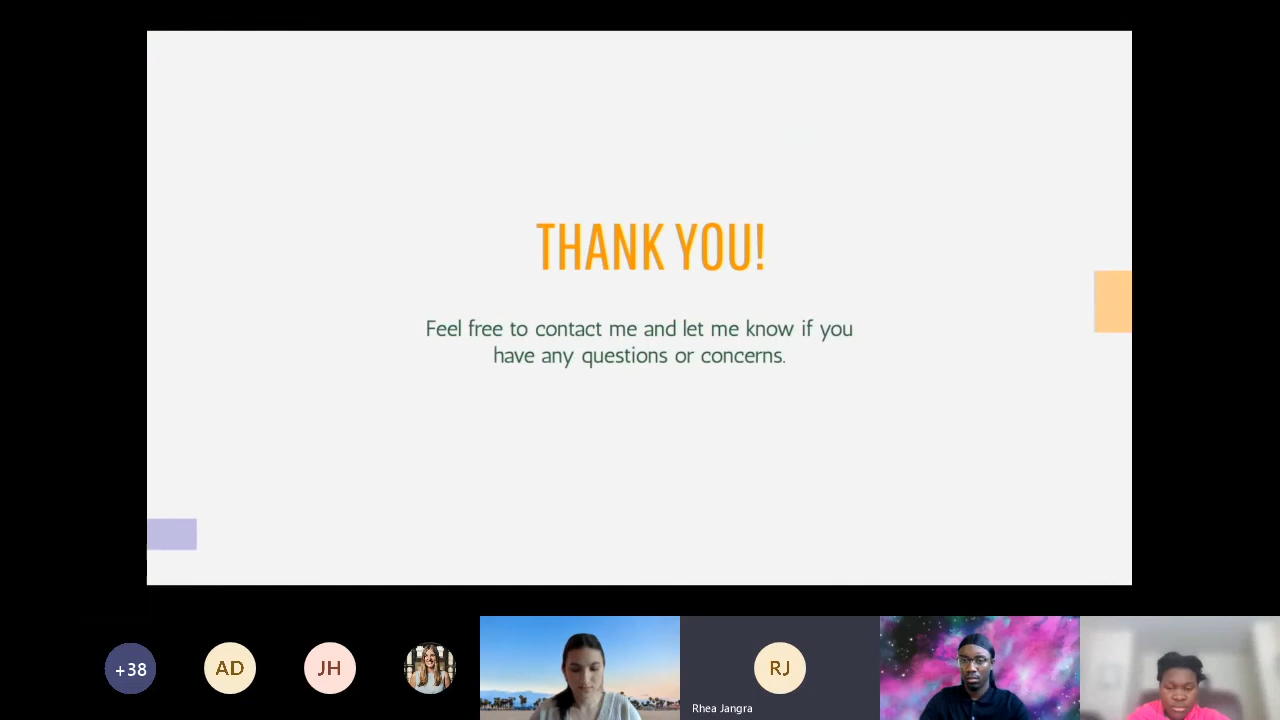 THANK YOU!
Feel free to contact me and let me know if you
have any questions or concerns.
+38
AD
JH
RJ
Rhea Jangra